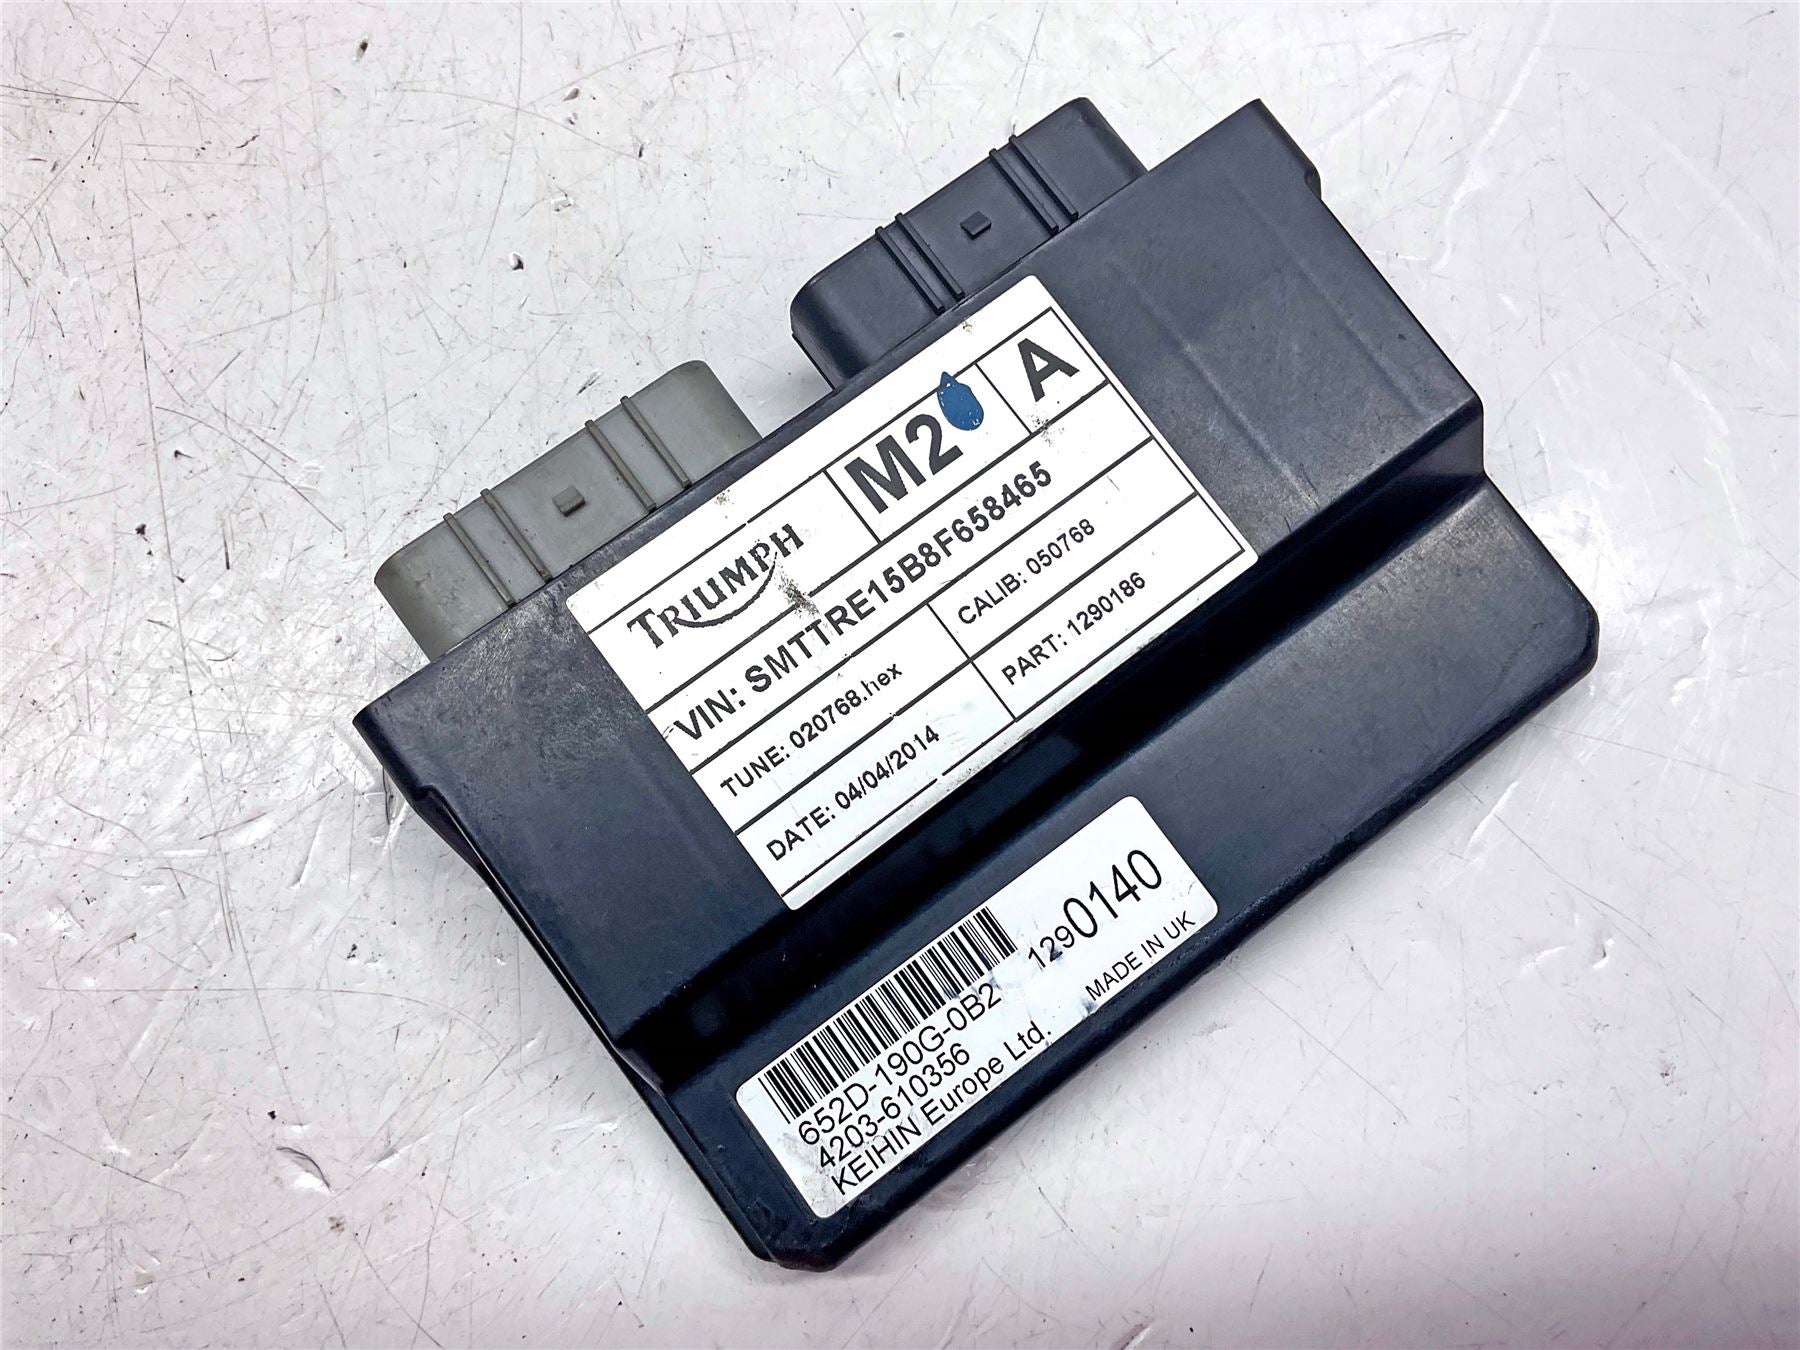 TRIUMPH
M2
A
VIN: SMTTRE15B8F658465
TUNE: 020768.hex
CALIB: 050768
DATE: 04/04/2014
PART: 1290186
1290140
652D-190G-0B2
4203-610356
KEIHIN Europe Ltd.
MADE IN UK